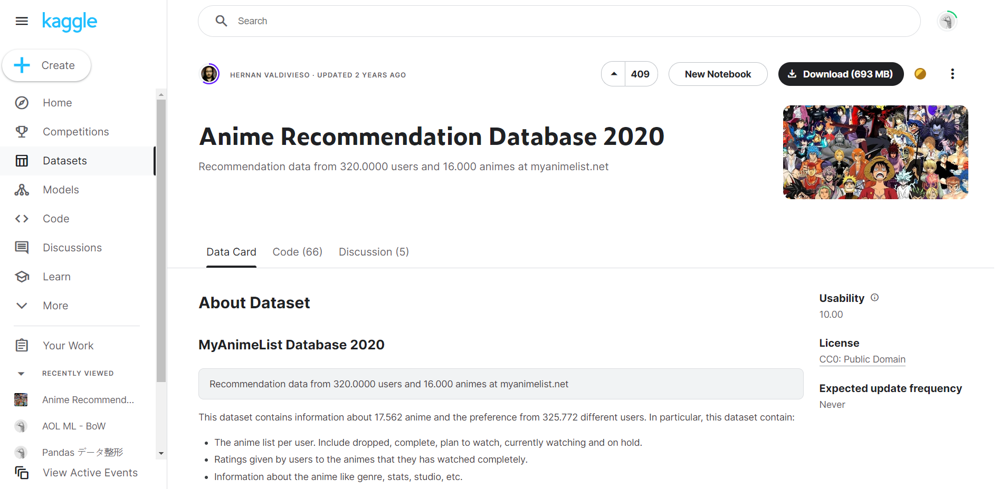 kaggle
Search
Create
Home
Competitions
Datasets
Models
Code
Discussions
Learn
More
Your Work
RECENTLY VIEWED
Anime Recommend...
AOL ML - BoW
Pandas データ整形
View Active Events
HERNAN VALDIVIESO · UPDATED 2 YEARS AGO
409
New Notebook
Download (693 MB)
Anime Recommendation Database 2020
Recommendation data from 320.0000 users and 16.000 animes at myanimelist.net
Data Card
Code (66)
Discussion (5)
About Dataset
MyAnimeList Database 2020
Recommendation data from 320.0000 users and 16.000 animes at myanimelist.net
This dataset contains information about 17.562 anime and the preference from 325.772 different users. In particular, this dataset contain:
• The anime list per user. Include dropped, complete, plan to watch, currently watching and on hold.
• Ratings given by users to the animes that they has watched completely.
• Information about the anime like genre, stats, studio, etc.
Usability
10.00
License
CC0: Public Domain
Expected update frequency
Never